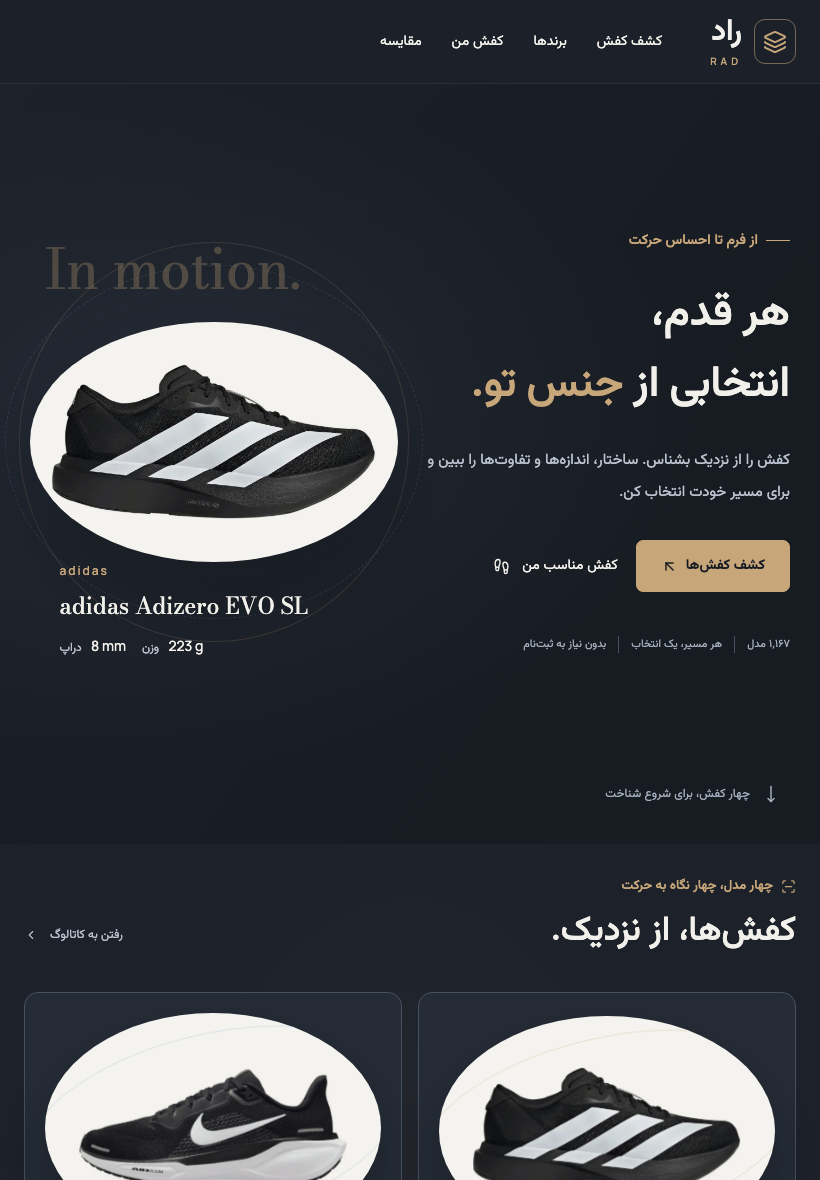 راد
RAD
کشف کفش
برندها
کفش من
مقایسه
از فرم تا احساس حرکت
هر قدم،
انتخابی از جنس تو.
کفش را از نزدیک بشناس. ساختار، اندازه‌ها و تفاوت‌ها را ببین و
برای مسیر خودت انتخاب کن.
کشف کفش‌ها
کفش مناسب من
۱٬۱۶۷ مدل
هر مسیر، یک انتخاب
بدون نیاز به ثبت‌نام
In motion.
adidas
adidas Adizero EVO SL
223 g وزن
8 mm دراپ
چهار کفش، برای شروع شناخت
چهار مدل، چهار نگاه به حرکت
کفش‌ها، از نزدیک.
رفتن به کاتالوگ